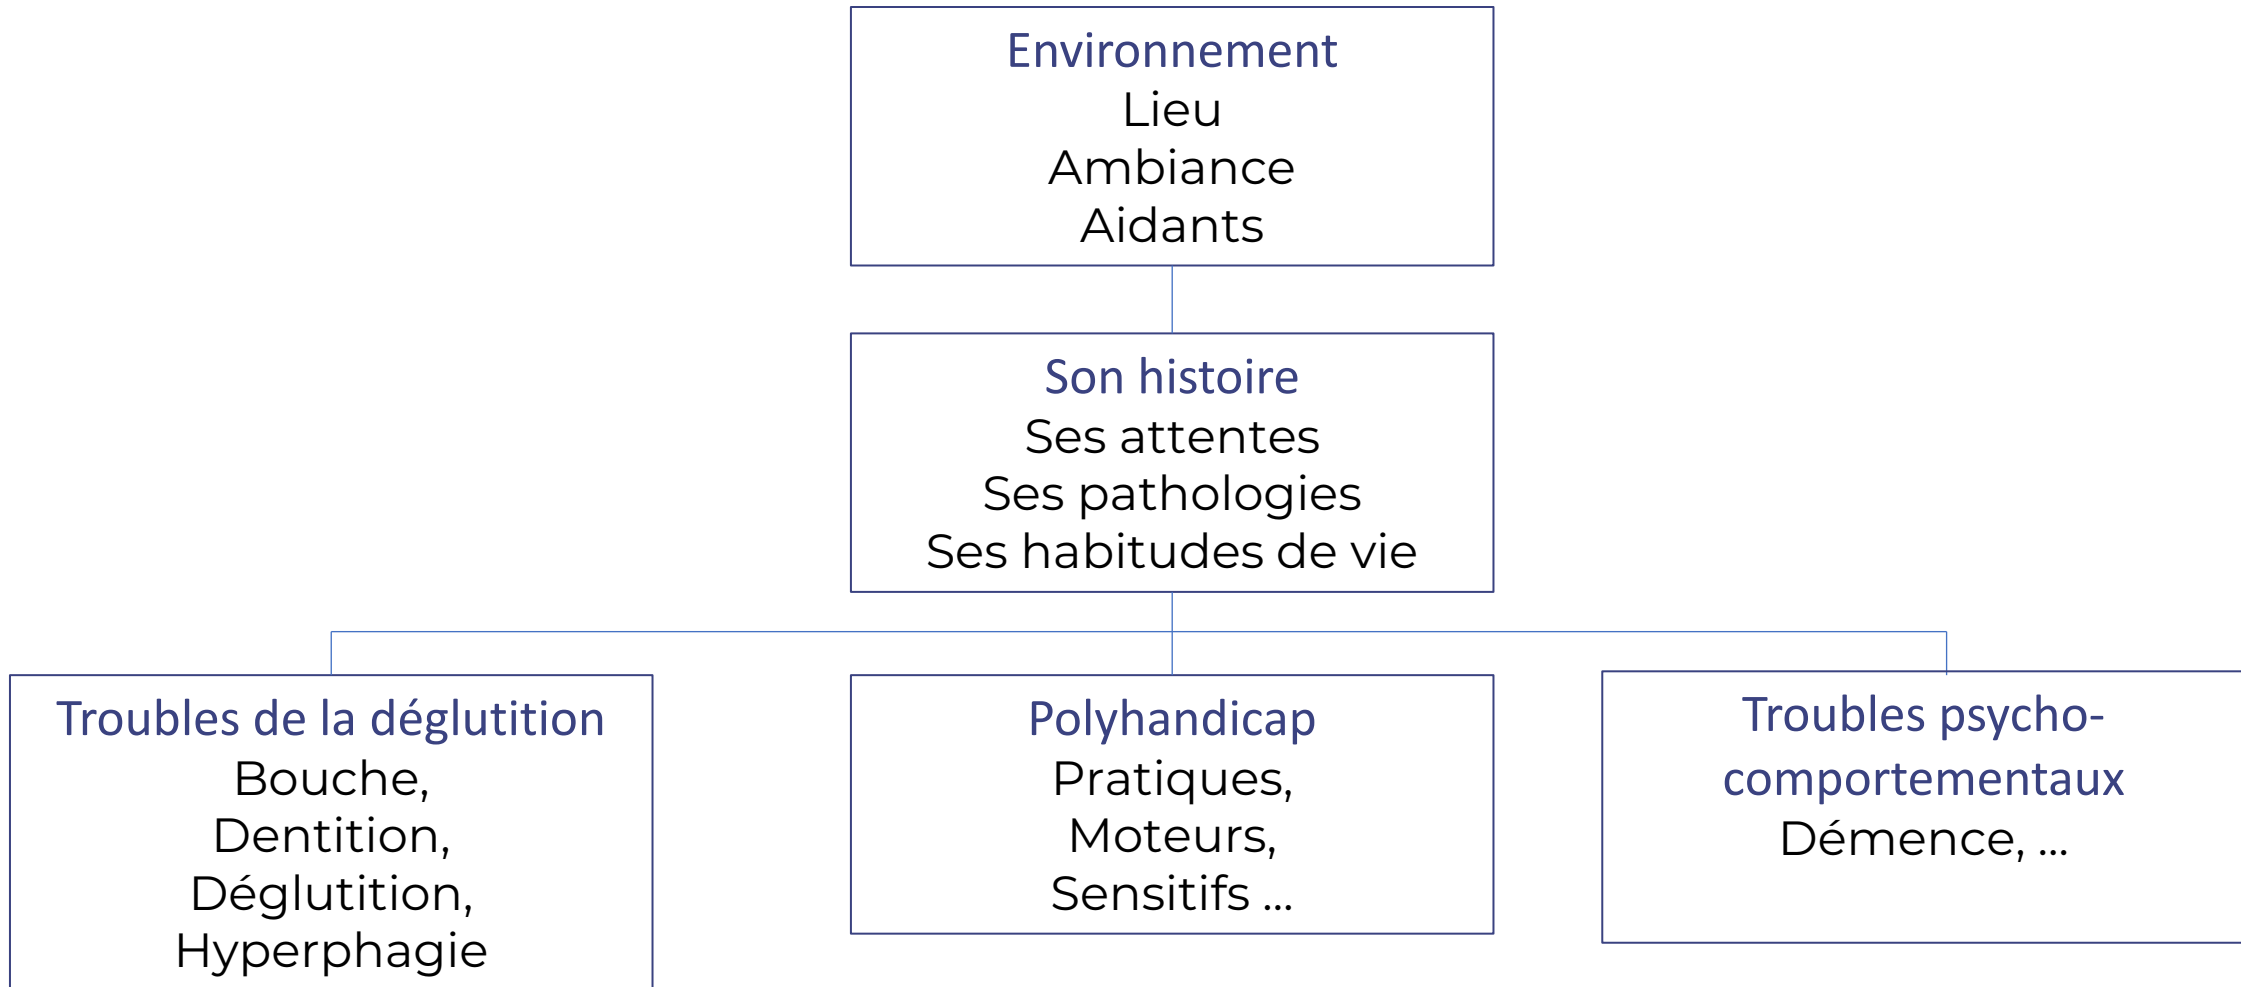 Environnement
Lieu
Ambiance
Aidants
Son histoire
Ses attentes
Ses pathologies
Ses habitudes de vie
Troubles de la déglutition
Bouche,
Dentition,
Déglutition,
Hyperphagie
Polyhandicap
Pratiques,
Moteurs,
Sensitifs ...
Troubles psycho-
comportementaux
Démence, ...